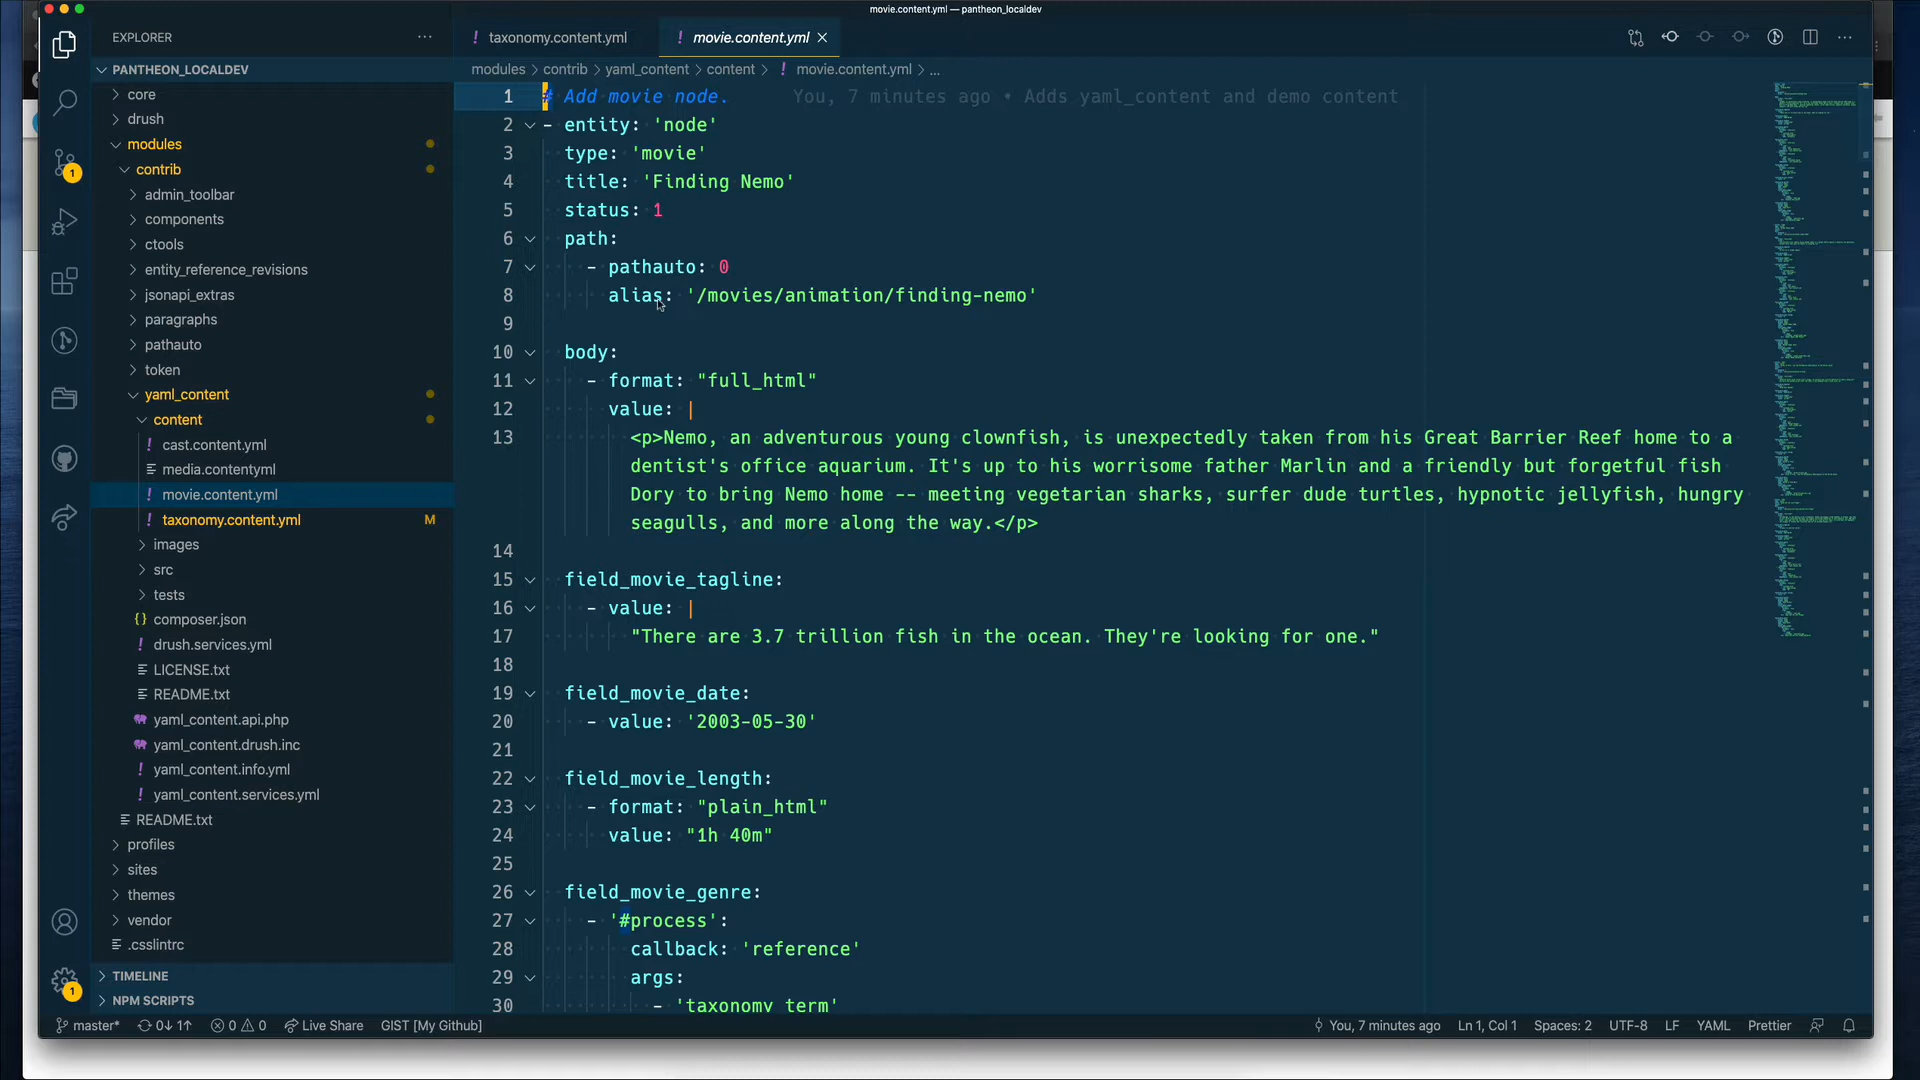 movie.content.yml — pantheon_localdev
EXPLORER
PANTHEON_LOCALDEV
core
drush
modules
contrib
admin_toolbar
components
ctools
entity_reference_revisions
jsonapi_extras
paragraphs
pathauto
token
yaml_content
content
! cast.content.yml
media.contentyml
! movie.content.yml
! taxonomy.content.yml M
images
src
tests
{} composer.json
! drush.services.yml
LICENSE.txt
README.txt
yaml_content.api.php
yaml_content.drush.inc
! yaml_content.info.yml
! yaml_content.services.yml
README.txt
profiles
sites
themes
vendor
.csslintrc
TIMELINE
NPM SCRIPTS
1
1
! taxonomy.content.yml
! movie.content.yml
modules > contrib > yaml_content > content > ! movie.content.yml > ...
1 # Add movie node. You, 7 minutes ago • Adds yaml_content and demo content
2 - entity: 'node'
3 type: 'movie'
4 title: 'Finding Nemo'
5 status: 1
6 path:
7 - pathauto: 0
8 alias: '/movies/animation/finding-nemo'
9
10 body:
11 - format: "full_html"
12 value: |
13 <p>Nemo, an adventurous young clownfish, is unexpectedly taken from his Great Barrier Reef home to a
dentist's office aquarium. It's up to his worrisome father Marlin and a friendly but forgetful fish
Dory to bring Nemo home -- meeting vegetarian sharks, surfer dude turtles, hypnotic jellyfish, hungry
seagulls, and more along the way.</p>
14
15 field_movie_tagline:
16 - value: |
17 "There are 3.7 trillion fish in the ocean. They're looking for one."
18
19 field_movie_date:
20 - value: '2003-05-30'
21
22 field_movie_length:
23 - format: "plain_html"
24 value: "1h 40m"
25
26 field_movie_genre:
27 - '#process':
28 callback: 'reference'
29 args:
30 - 'taxonomy_term'
master* 0↓ 1↑ 0 0 Live Share GIST [My Github] You, 7 minutes ago Ln 1, Col 1 Spaces: 2 UTF-8 LF YAML Prettier